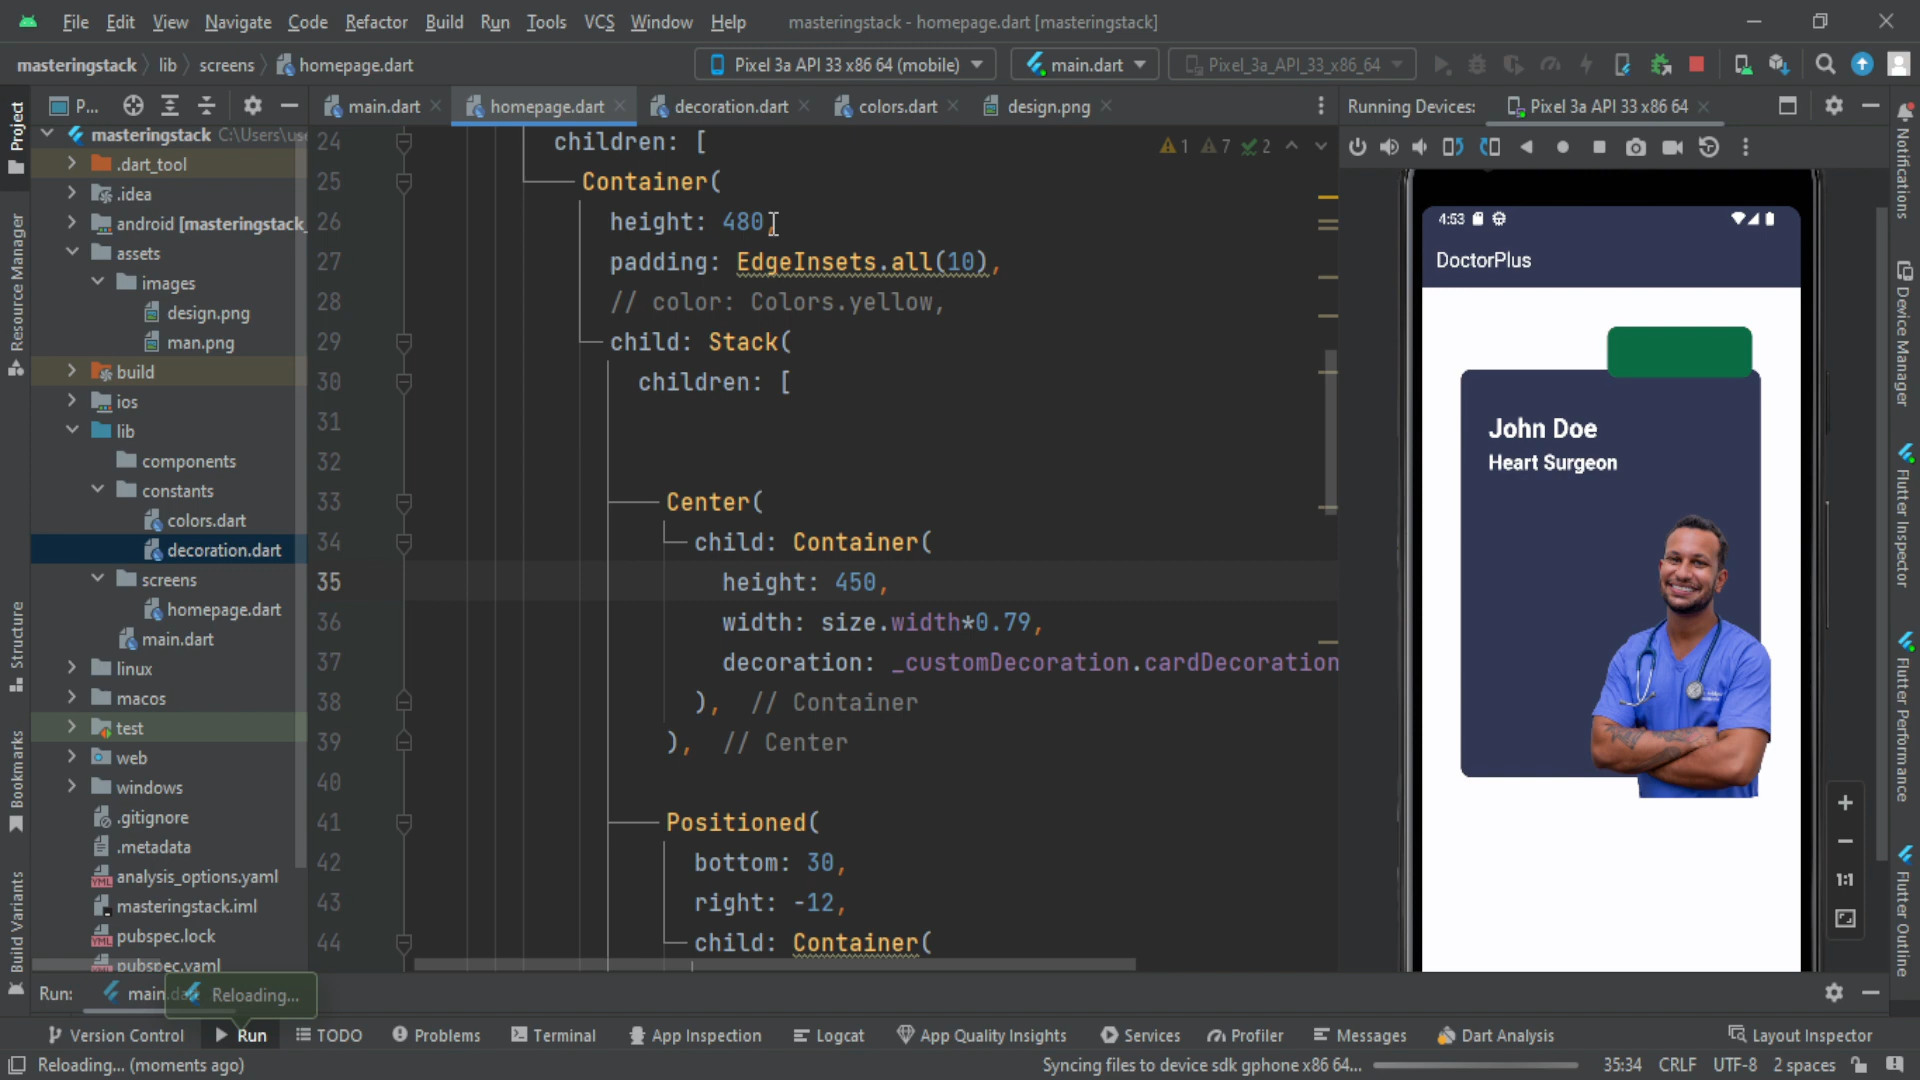 File Edit View Navigate Code Refactor Build Run Tools VCS Window Help masteringstack - homepage.dart [masteringstack]
masteringstack lib screens homepage.dart Pixel 3a API 33 x86 64 (mobile) main.dart Pixel_3a_API_33_x86_64
P... main.dart homepage.dart decoration.dart colors.dart design.png Running Devices: Pixel 3a API 33 x86 64
Project
Resource Manager
Structure
Bookmarks
Build Variants
masteringstack C:\Users\use
.dart_tool
.idea
android [masteringstack_
assets
images
design.png
man.png
build
ios
lib
components
constants
colors.dart
decoration.dart
screens
homepage.dart
main.dart
linux
macos
test
web
windows
.gitignore
.metadata
analysis_options.yaml
masteringstack.iml
pubspec.lock
pubspec.yaml
1 7 2
24 children: [
25 Container(
26 height: 480,
27 padding: EdgeInsets.all(10),
28 // color: Colors.yellow,
29 child: Stack(
30 children: [
31
32
33 Center(
34 child: Container(
35 height: 450,
36 width: size.width*0.79,
37 decoration: _customDecoration.cardDecoration
38 ), // Container
39 ), // Center
40
41 Positioned(
42 bottom: 30,
43 right: -12,
44 child: Container(
4:53
DoctorPlus
John Doe
Heart Surgeon
1:1
Notifications
Device Manager
Flutter Inspector
Flutter Performance
Flutter Outline
Run: main.da
Reloading...
Version Control Run TODO Problems Terminal App Inspection Logcat App Quality Insights Services Profiler Messages Dart Analysis Layout Inspector
Reloading... (moments ago) Syncing files to device sdk gphone x86 64... 35:34 CRLF UTF-8 2 spaces